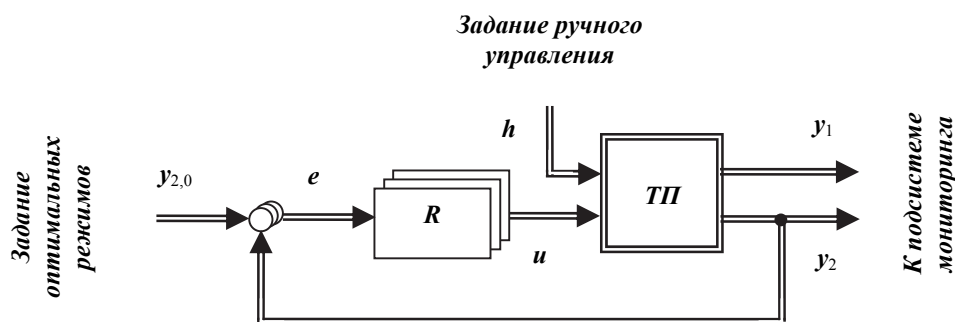 Задание ручного
управления
Задание
оптимальных
режимов
y2,0
e
R
h
u
ТП
y1
y2
К подсистеме
мониторинга